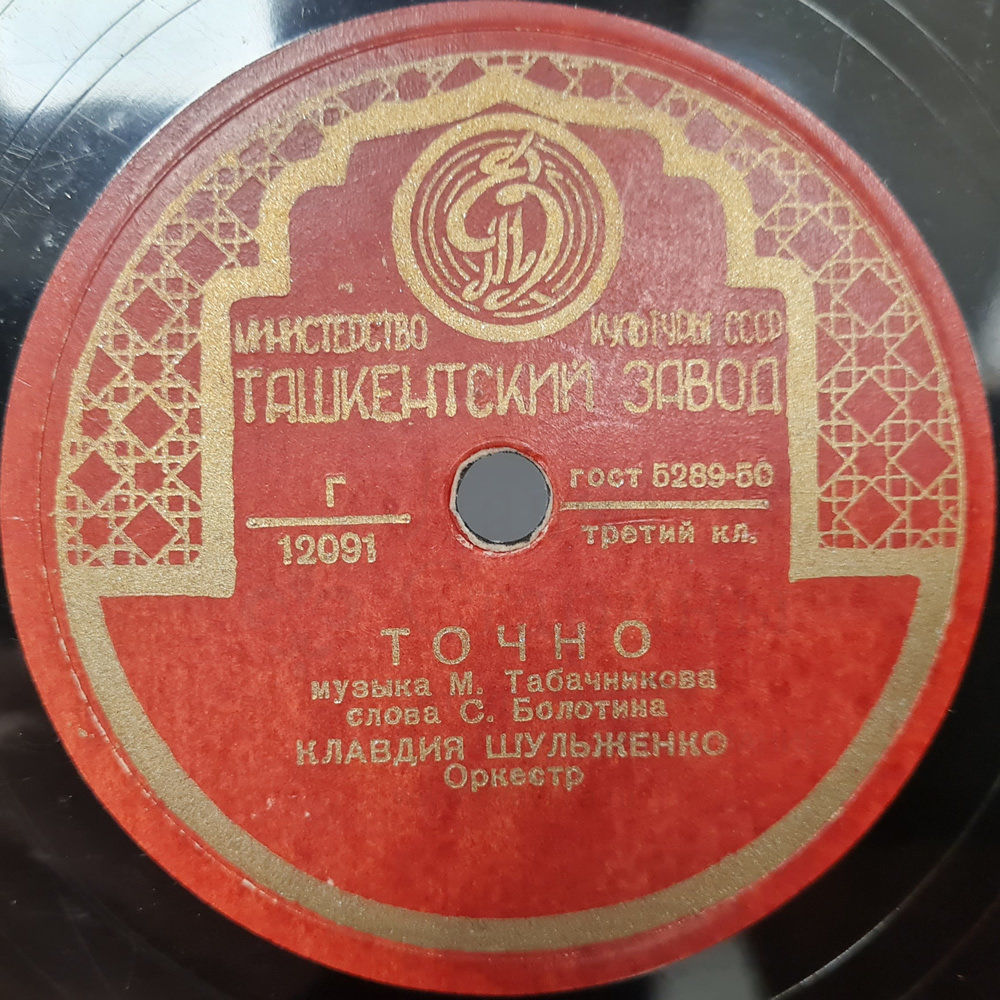 МИНИСТЕРСТВО КУЛЬТУРЫ СССР
ТАШКЕНТСКИЙ ЗАВОД
Г
12091
ГОСТ 5289-50
третий кл.
ТОЧНО
музыка М. Табачникова
слова С. Болотина
КЛАВДИЯ ШУЛЬЖЕНКО
Оркестр